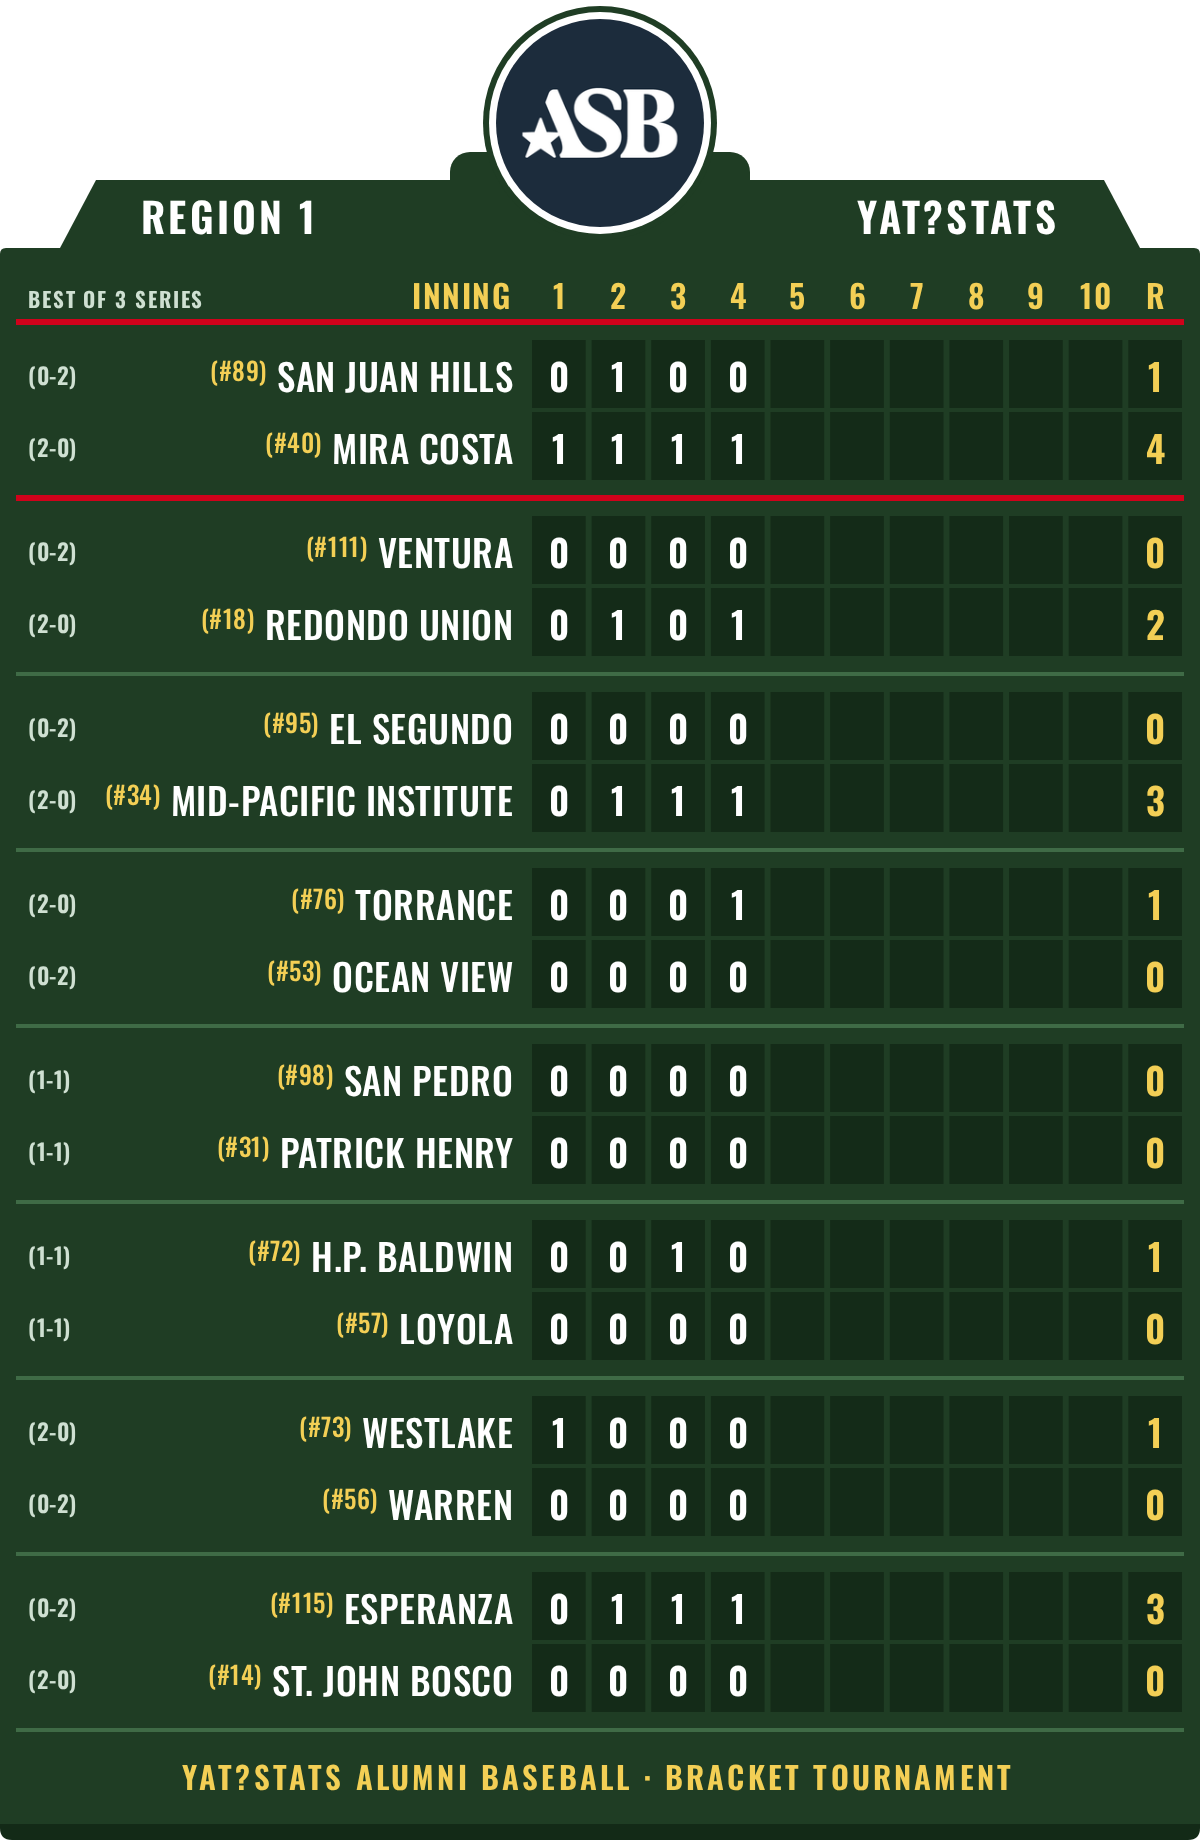 ASB
REGION 1 YAT?STATS
BEST OF 3 SERIES INNING 1 2 3 4 5 6 7 8 9 10 R
(0-2) (#89) SAN JUAN HILLS 0 1 0 0 1
(2-0) (#40) MIRA COSTA 1 1 1 1 4
(0-2) (#111) VENTURA 0 0 0 0 0
(2-0) (#18) REDONDO UNION 0 1 0 1 2
(0-2) (#95) EL SEGUNDO 0 0 0 0 0
(2-0) (#34) MID-PACIFIC INSTITUTE 0 1 1 1 3
(2-0) (#76) TORRANCE 0 0 0 1 1
(0-2) (#53) OCEAN VIEW 0 0 0 0 0
(1-1) (#98) SAN PEDRO 0 0 0 0 0
(1-1) (#31) PATRICK HENRY 0 0 0 0 0
(1-1) (#72) H.P. BALDWIN 0 0 1 0 1
(1-1) (#57) LOYOLA 0 0 0 0 0
(2-0) (#73) WESTLAKE 1 0 0 0 1
(0-2) (#56) WARREN 0 0 0 0 0
(0-2) (#115) ESPERANZA 0 1 1 1 3
(2-0) (#14) ST. JOHN BOSCO 0 0 0 0 0
YAT?STATS ALUMNI BASEBALL · BRACKET TOURNAMENT